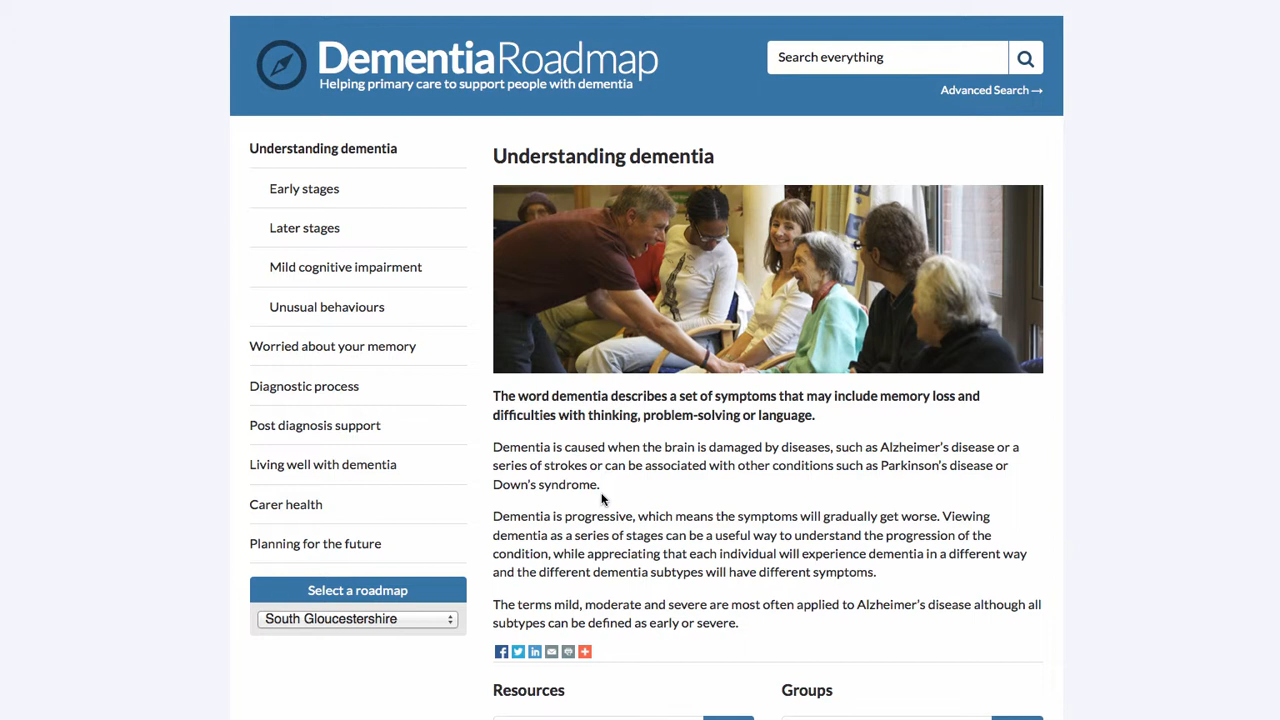 DementiaRoadmap
Helping primary care to support people with dementia
Search everything
Advanced Search →
Understanding dementia
Early stages
Later stages
Mild cognitive impairment
Unusual behaviours
Worried about your memory
Diagnostic process
Post diagnosis support
Living well with dementia
Carer health
Planning for the future
Select a roadmap
South Gloucestershire
Understanding dementia
The word dementia describes a set of symptoms that may include memory loss and
difficulties with thinking, problem-solving or language.
Dementia is caused when the brain is damaged by diseases, such as Alzheimer's disease or a
series of strokes or can be associated with other conditions such as Parkinson's disease or
Down's syndrome.
Dementia is progressive, which means the symptoms will gradually get worse. Viewing
dementia as a series of stages can be a useful way to understand the progression of the
condition, while appreciating that each individual will experience dementia in a different way
and the different dementia subtypes will have different symptoms.
The terms mild, moderate and severe are most often applied to Alzheimer's disease although all
subtypes can be defined as early or severe.
Resources
Groups